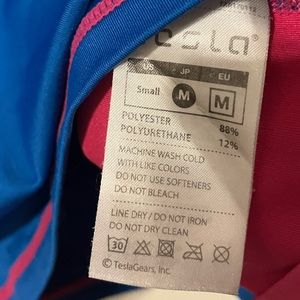 esla
US JP EU
Small M M
POLYESTER 88%
POLYURETHANE 12%
MACHINE WASH COLD
WITH LIKE COLORS
DO NOT USE SOFTENERS
DO NOT BLEACH
LINE DRY / DO NOT IRON
DO NOT DRY CLEAN
30
© TeslaGears, Inc.